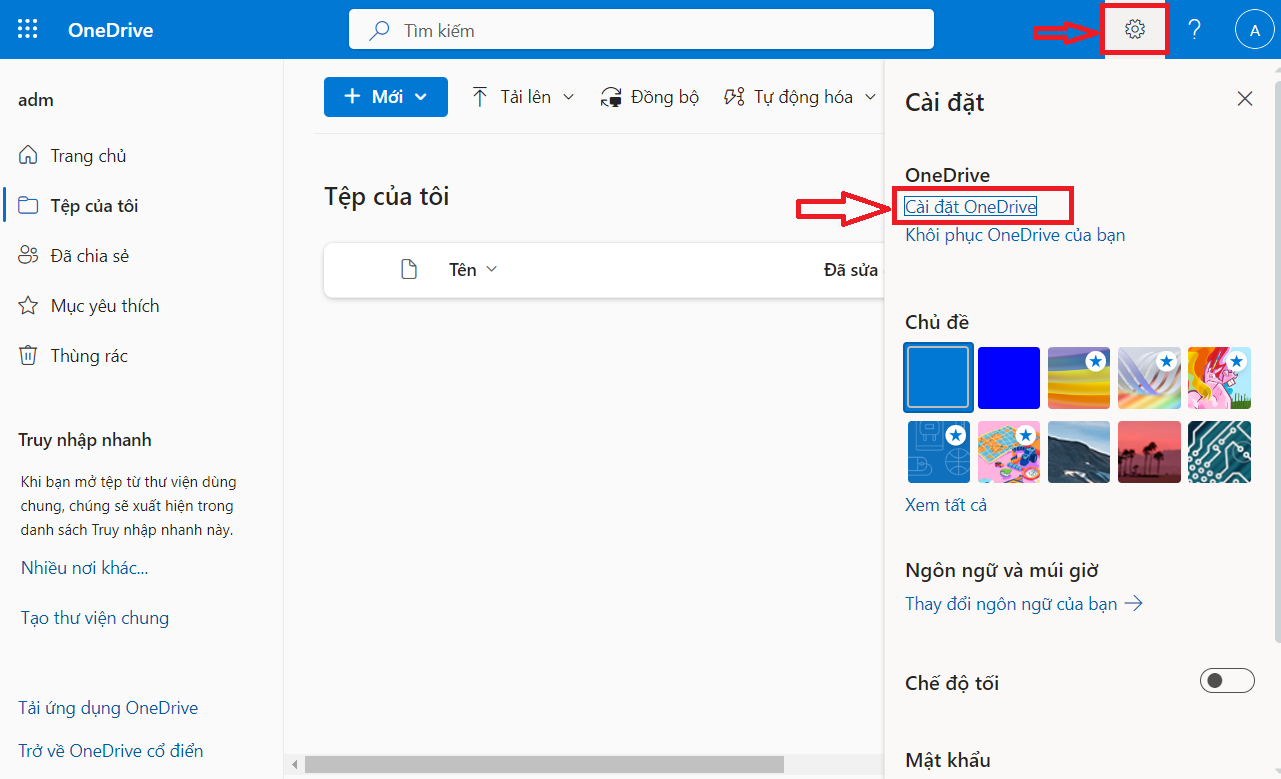 OneDrive
Tìm kiếm
?
A
adm
Trang chủ
Tệp của tôi
Đã chia sẻ
Mục yêu thích
Thùng rác
Truy nhập nhanh
Khi bạn mở tệp từ thư viện dùng
chung, chúng sẽ xuất hiện trong
danh sách Truy nhập nhanh này.
Nhiều nơi khác...
Tạo thư viện chung
Tải ứng dụng OneDrive
Trở về OneDrive cổ điển
Mới
Tải lên
Đồng bộ
Tự động hóa
Tệp của tôi
Tên
Đã sửa
Cài đặt
OneDrive
Cài đặt OneDrive
Khôi phục OneDrive của bạn
Chủ đề
Xem tất cả
Ngôn ngữ và múi giờ
Thay đổi ngôn ngữ của bạn
Chế độ tối
Mật khẩu